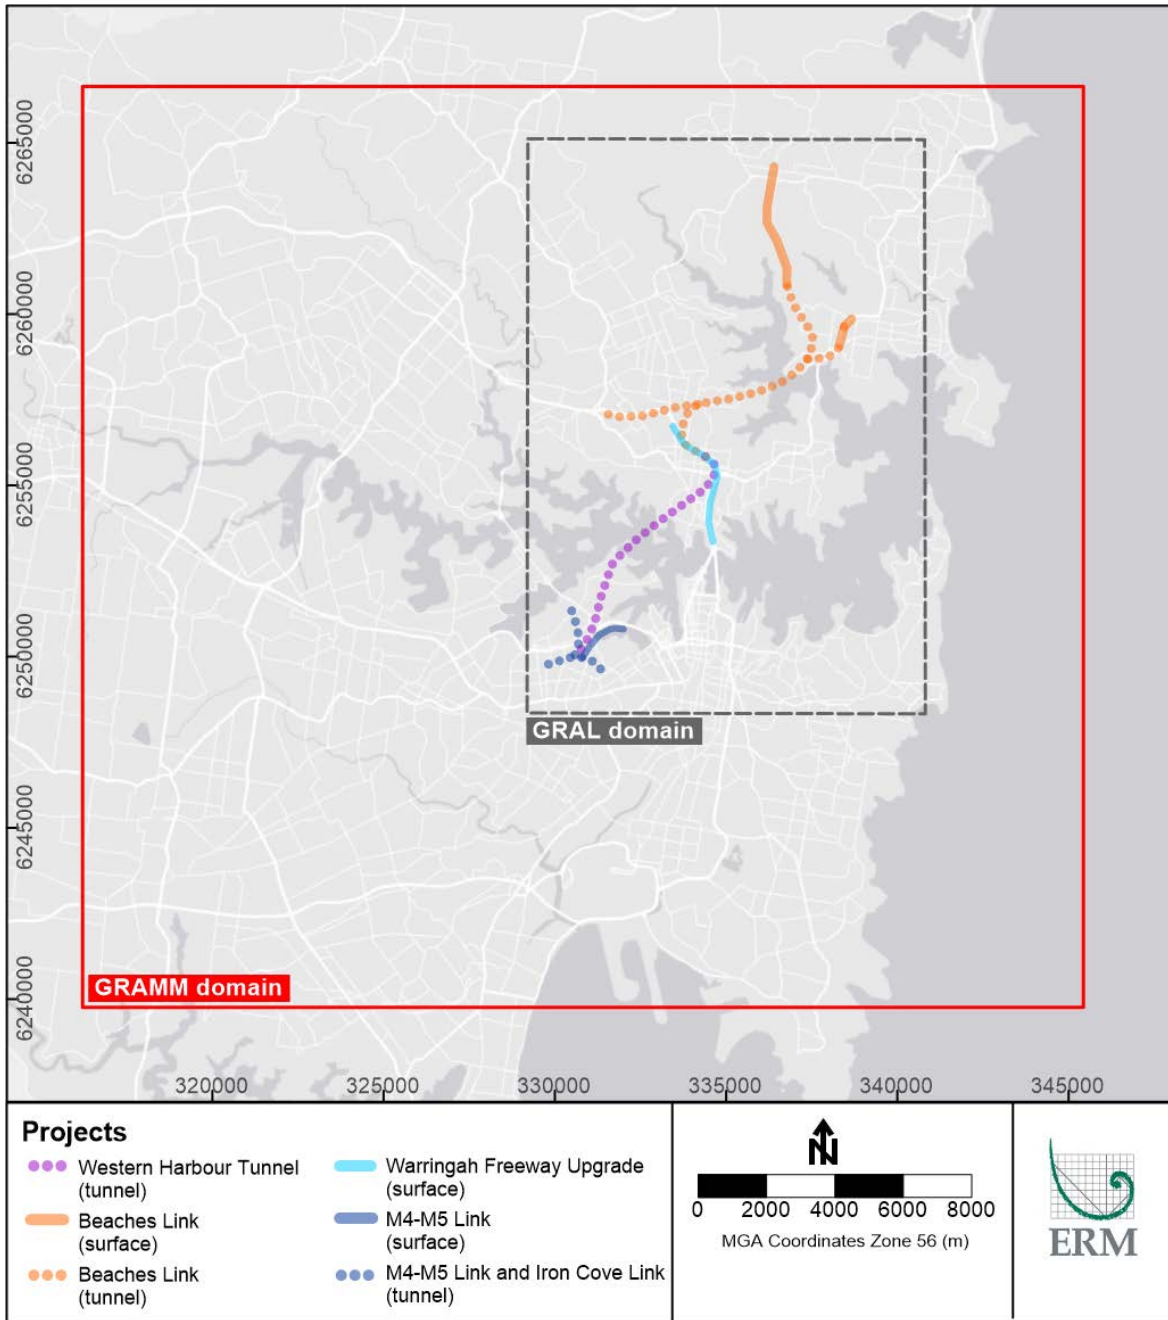 6265000
6260000
6255000
6250000
6245000
6240000
GRAL domain
GRAMM domain
320000 325000 330000 335000 340000 345000
Projects
Western Harbour Tunnel
(tunnel)
Beaches Link
(surface)
Beaches Link
(tunnel)
Warringah Freeway Upgrade
(surface)
M4-M5 Link
(surface)
M4-M5 Link and Iron Cove Link
(tunnel)
N
0 2000 4000 6000 8000
MGA Coordinates Zone 56 (m)
ERM